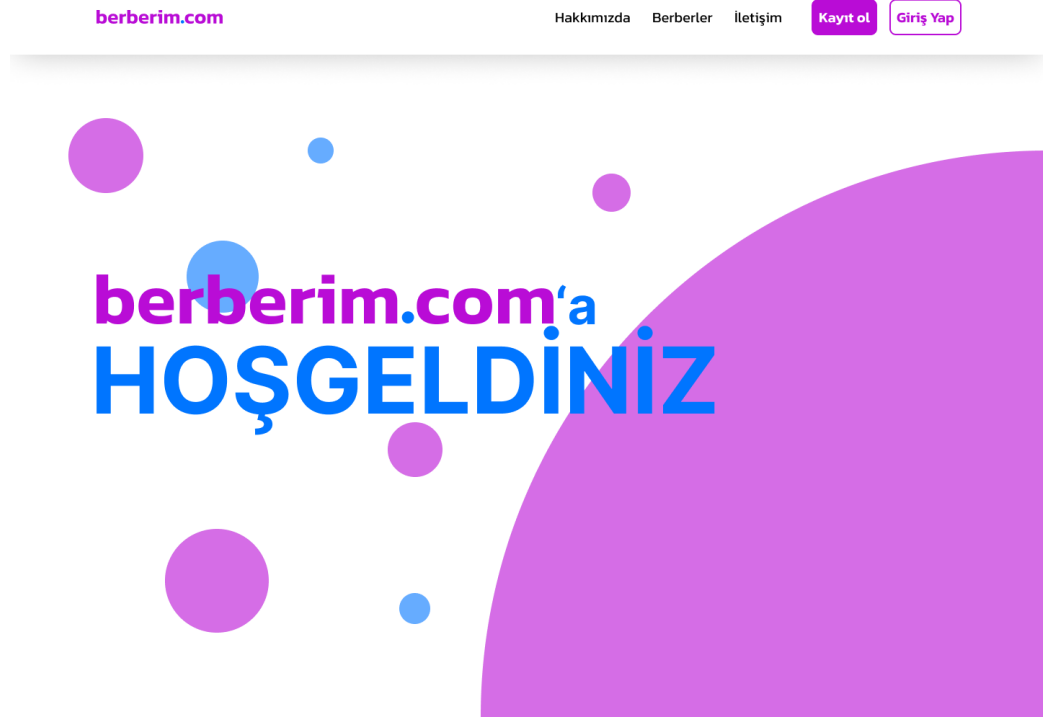 berberim.com
Hakkımızda Berberler İletişim Kayıt ol Giriş Yap
berberim.com‘a
HOŞGELDİNİZ